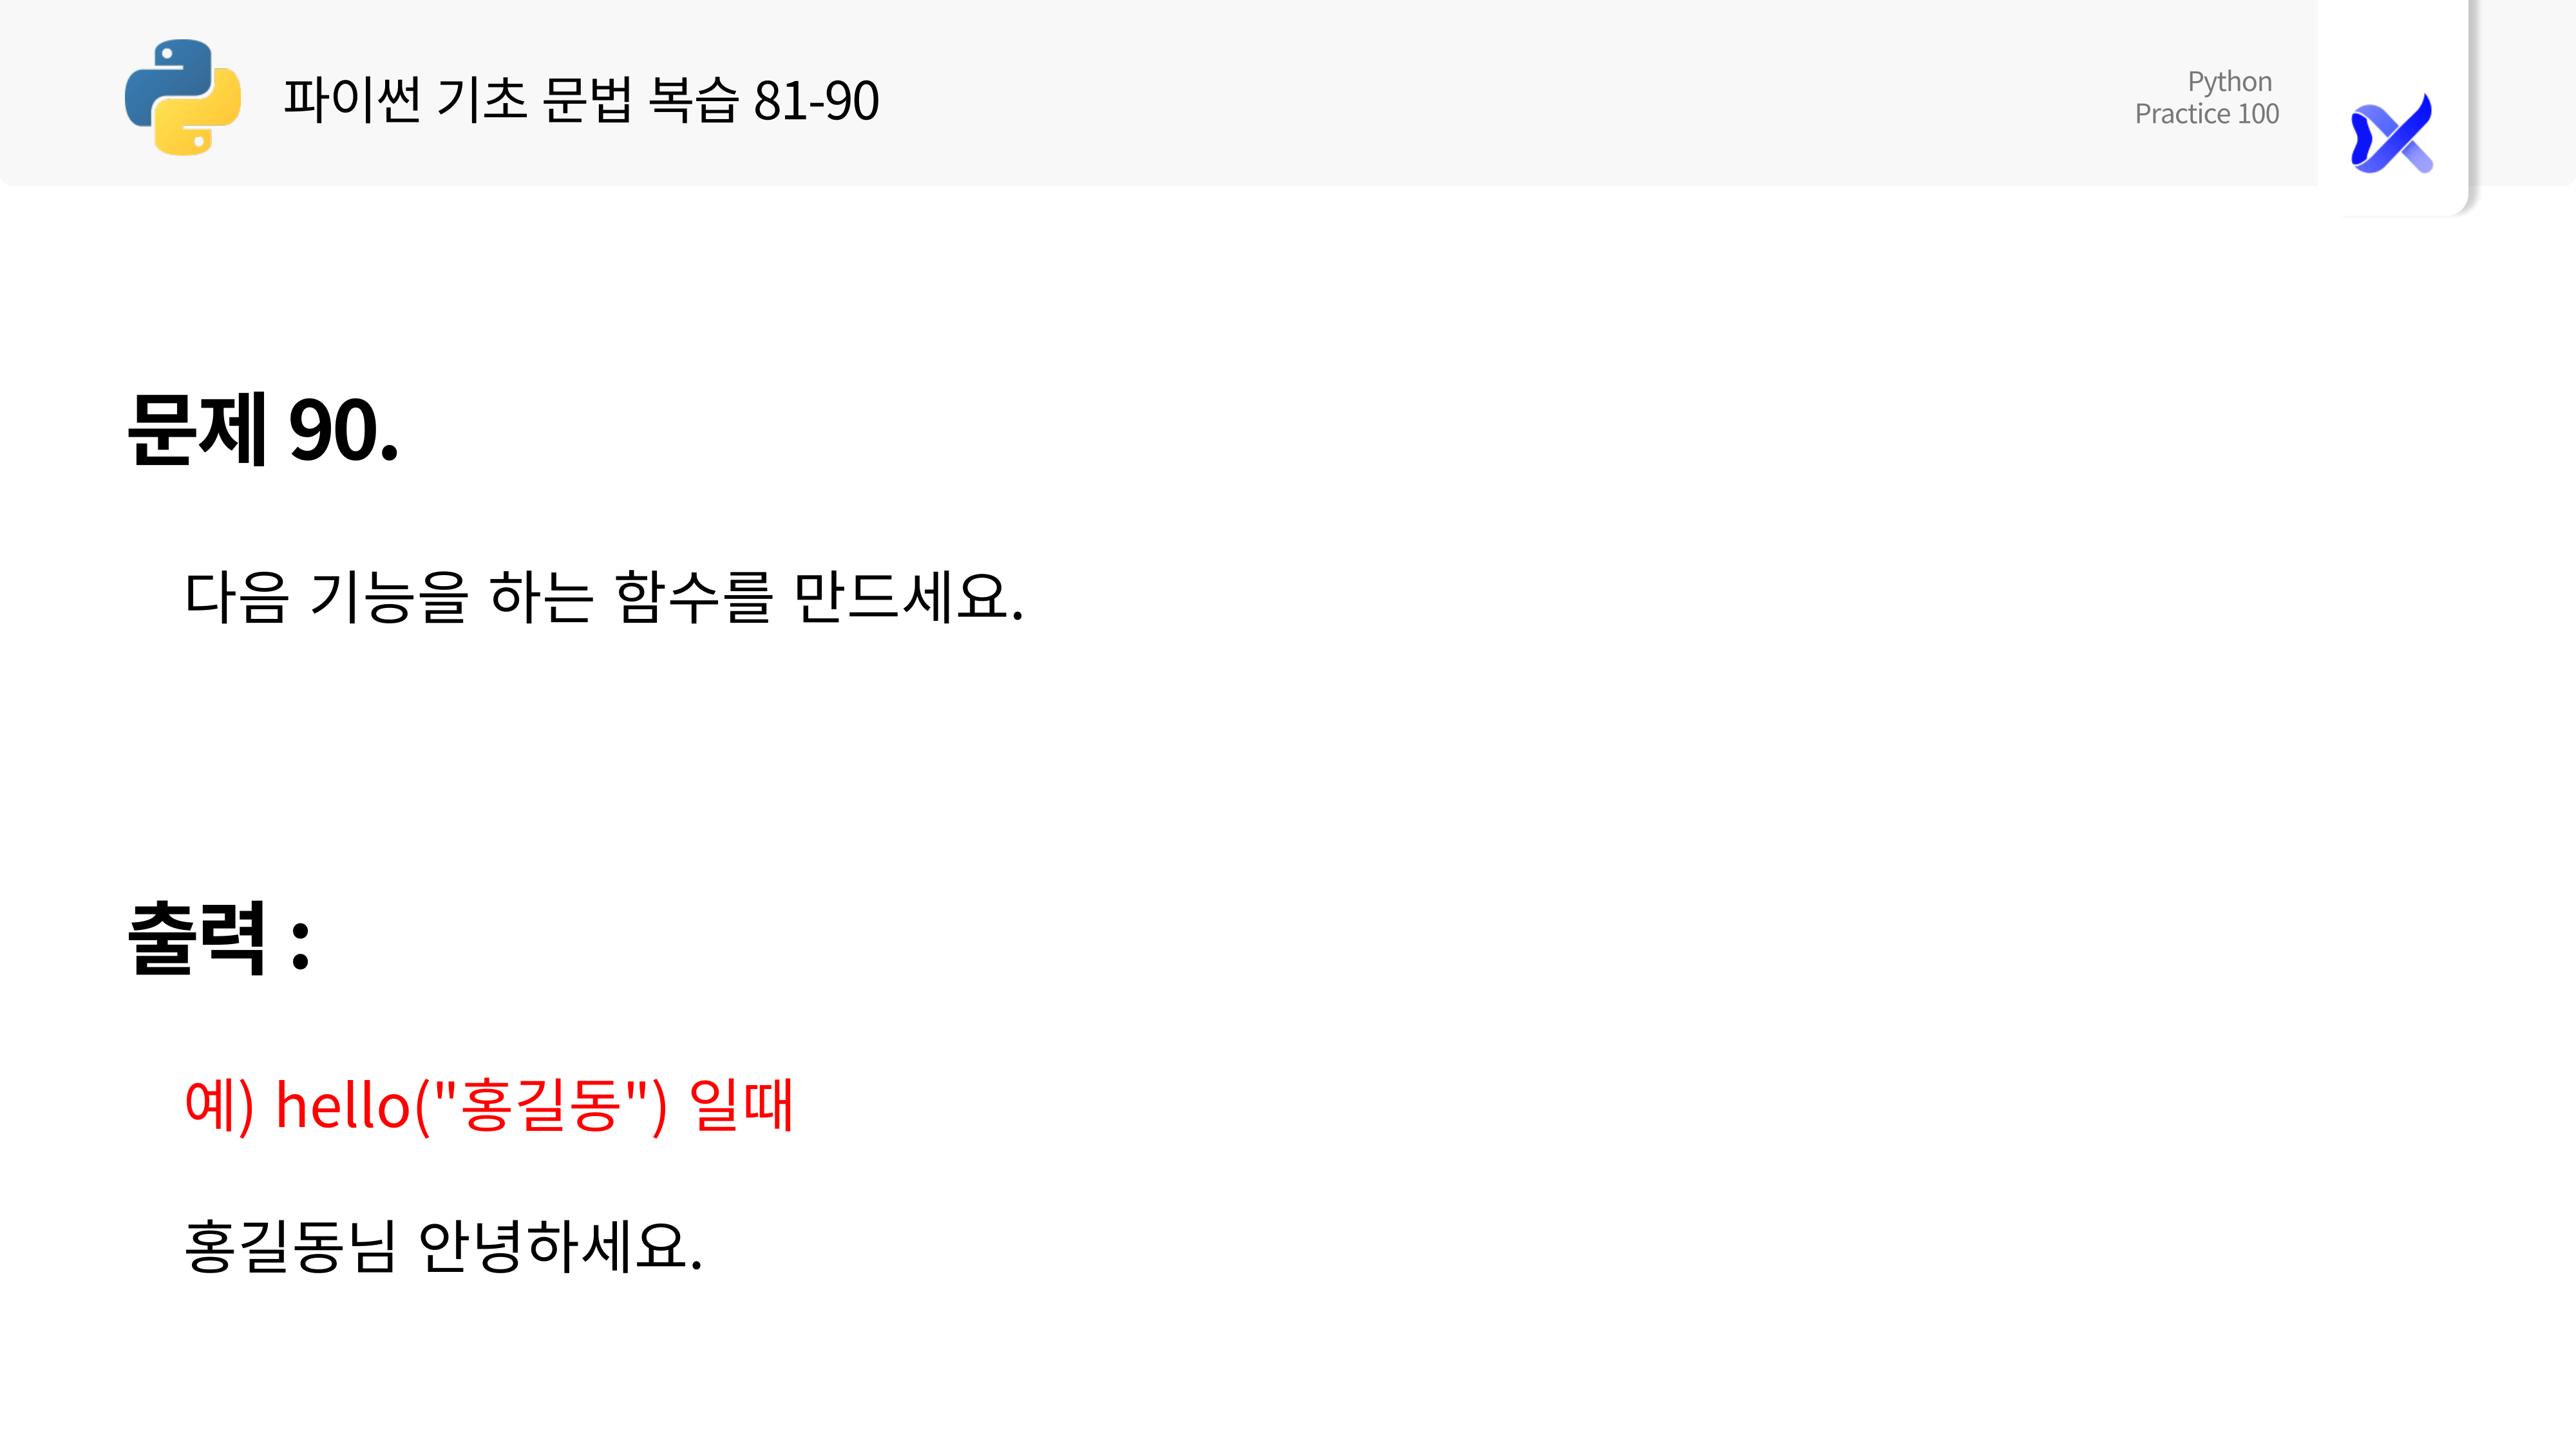 파이썬 기초 문법 복습 81-90
Python
Practice 100
문제 90.
다음 기능을 하는 함수를 만드세요.
출력 :
예) hello("홍길동") 일때
홍길동님 안녕하세요.